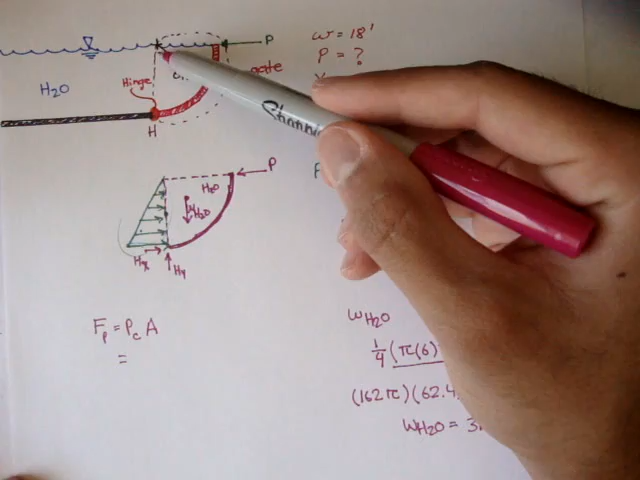 P
w = 18'
P = ?
gate
Hinge
H2O
H
Sharpie
P
H2O
WH2O
Hx
Hy
Fp = Pc A
=
WH2O
1/4 (π(6)
(162π)(62.4
WH2O = 3